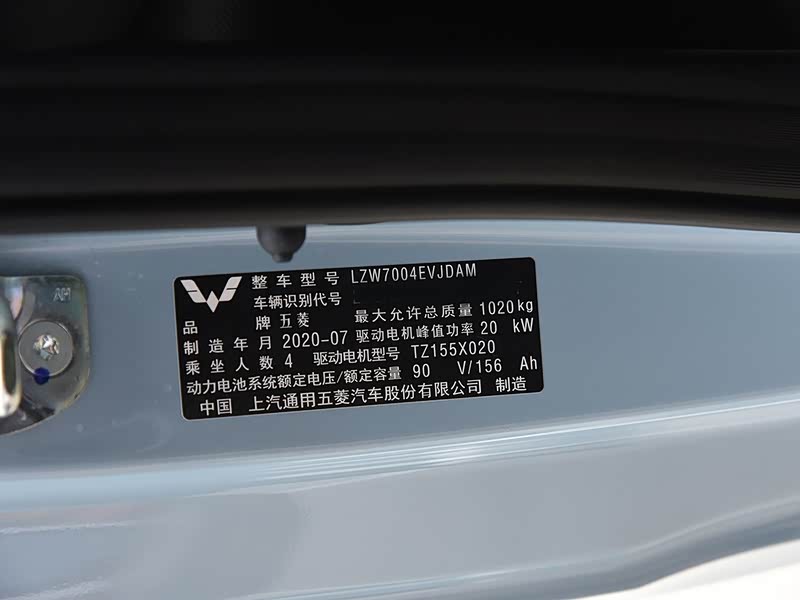 整车型号 LZW7004EVJDAM
车辆识别代号
品牌 五菱 最大允许总质量 1020kg
制造年月 2020-07 驱动电机峰值功率 20 kW
乘坐人数 4 驱动电机型号 TZ155X020
动力电池系统额定电压/额定容量 90 V/156 Ah
中国 上汽通用五菱汽车股份有限公司 制造